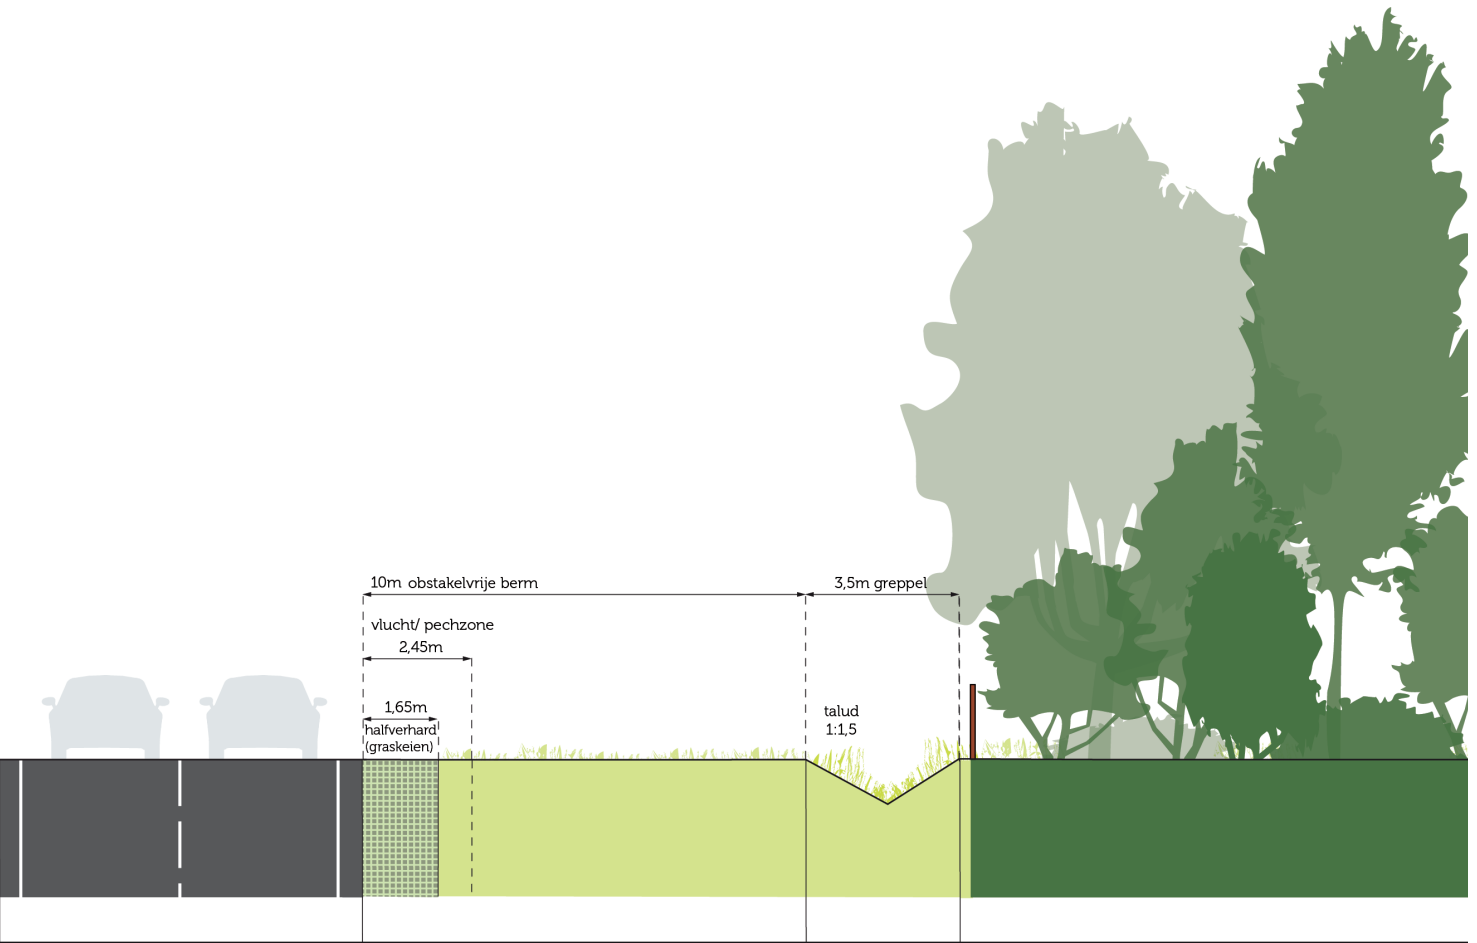 10m obstakelvrije berm
3,5m greppel
vlucht/ pechzone
2,45m
1,65m
halfverhard
(graskeien)
talud
1:1,5